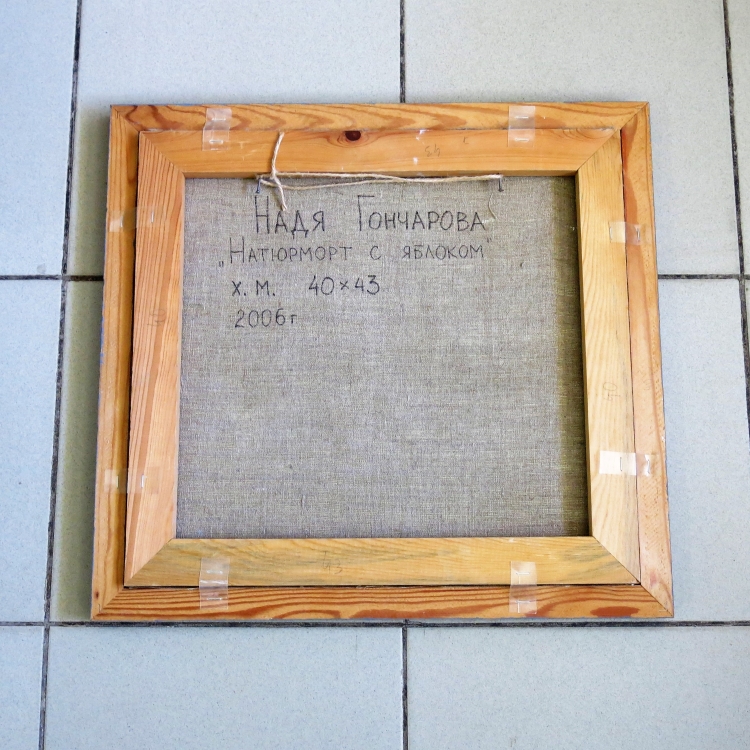 Надя Гончарова
„Натюрморт с яблоком"
х.м. 40×43
2006г